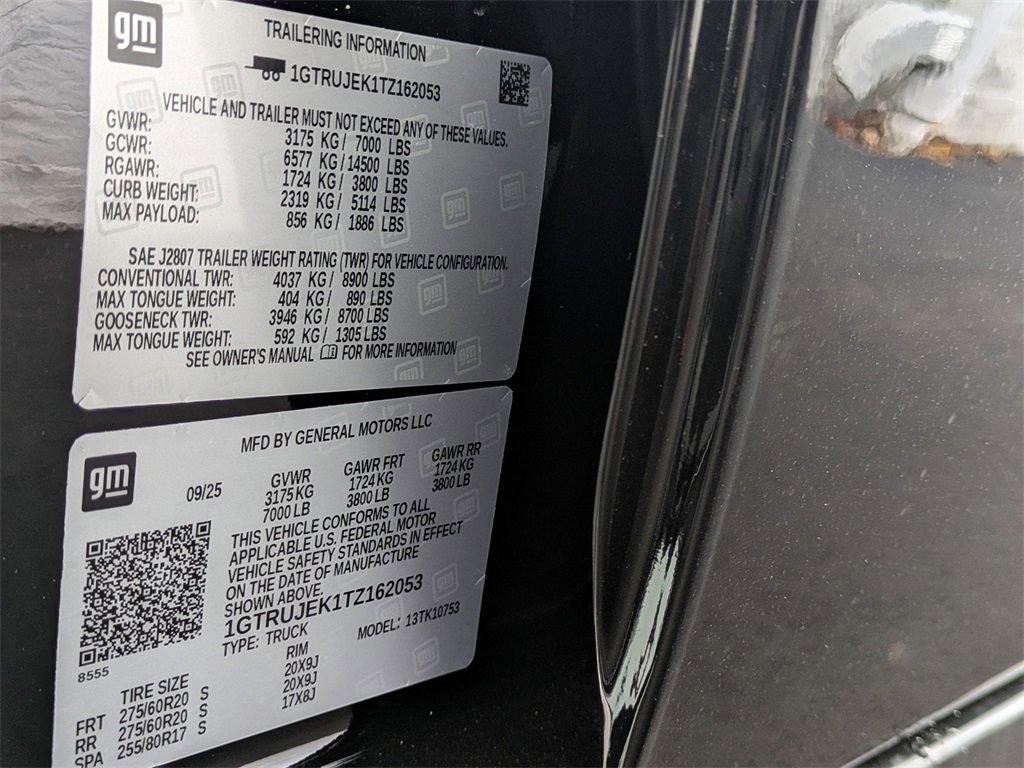 gm
TRAILERING INFORMATION
1GTRUJEK1TZ162053
VEHICLE AND TRAILER MUST NOT EXCEED ANY OF THESE VALUES.
GVWR: 3175 KG / 7000 LBS
GCWR: 6577 KG / 14500 LBS
RGAWR: 1724 KG / 3800 LBS
CURB WEIGHT: 2319 KG / 5114 LBS
MAX PAYLOAD: 856 KG / 1886 LBS
SAE J2807 TRAILER WEIGHT RATING (TWR) FOR VEHICLE CONFIGURATION.
CONVENTIONAL TWR: 4037 KG / 8900 LBS
MAX TONGUE WEIGHT: 404 KG / 890 LBS
GOOSENECK TWR: 3946 KG / 8700 LBS
MAX TONGUE WEIGHT: 592 KG / 1305 LBS
SEE OWNER'S MANUAL FOR MORE INFORMATION
gm
MFD BY GENERAL MOTORS LLC
09/25
GVWR GAWR FRT GAWR RR
3175 KG 1724 KG 1724 KG
7000 LB 3800 LB 3800 LB
THIS VEHICLE CONFORMS TO ALL
APPLICABLE U.S. FEDERAL MOTOR
VEHICLE SAFETY STANDARDS IN EFFECT
ON THE DATE OF MANUFACTURE
SHOWN ABOVE.
1GTRUJEK1TZ162053
TYPE: TRUCK MODEL: 13TK10753
8555
TIRE SIZE RIM
FRT 275/60R20 S 20X9J
RR 275/60R20 S 20X9J
SPA 255/80R17 S 17X8J